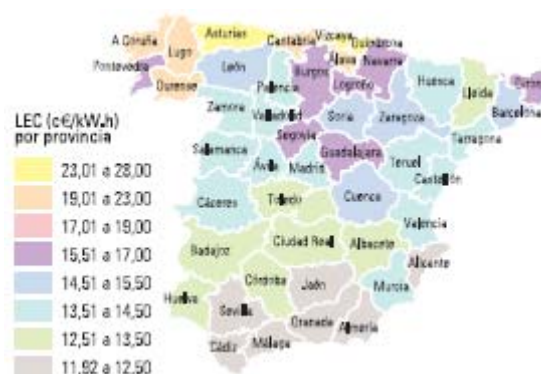 A Coruña
Lugo
Asturias
Cantabria
Vizcaya
Guipúzcoa
Pontevedra
Ourense
León
Palencia
Burgos
Álava
Logroño
Navarra
Huesca
Lleida
Barcelona
Zamora
Valladolid
Soria
Zaragoza
Tarragona
Segovia
Salamanca
Ávila
Madrid
Guadalajara
Teruel
Castellón
Cáceres
Toledo
Cuenca
Valencia
Badajoz
Ciudad Real
Albacete
Alicante
Huelva
Córdoba
Jaén
Murcia
Sevilla
Granada
Almería
Cádiz
Málaga
LEC (c€/kW.h)
por provincia
23,01 a 28,00
19,01 a 23,00
17,01 a 19,00
15,51 a 17,00
14,51 a 15,50
13,51 a 14,50
12,51 a 13,50
11,92 a 12,50